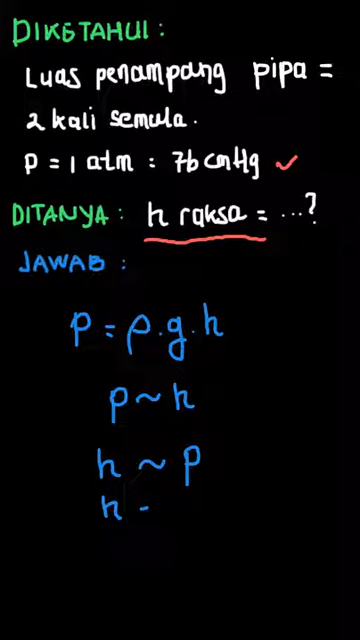 DIKETAHUI :
Luas penampang pipa =
2 kali semula.
P = 1 atm = 76 cmHg ✓
DITANYA : h raksa = ...?
JAWAB :
P = ρ . g . h
P ~ h
h ~ P
h -